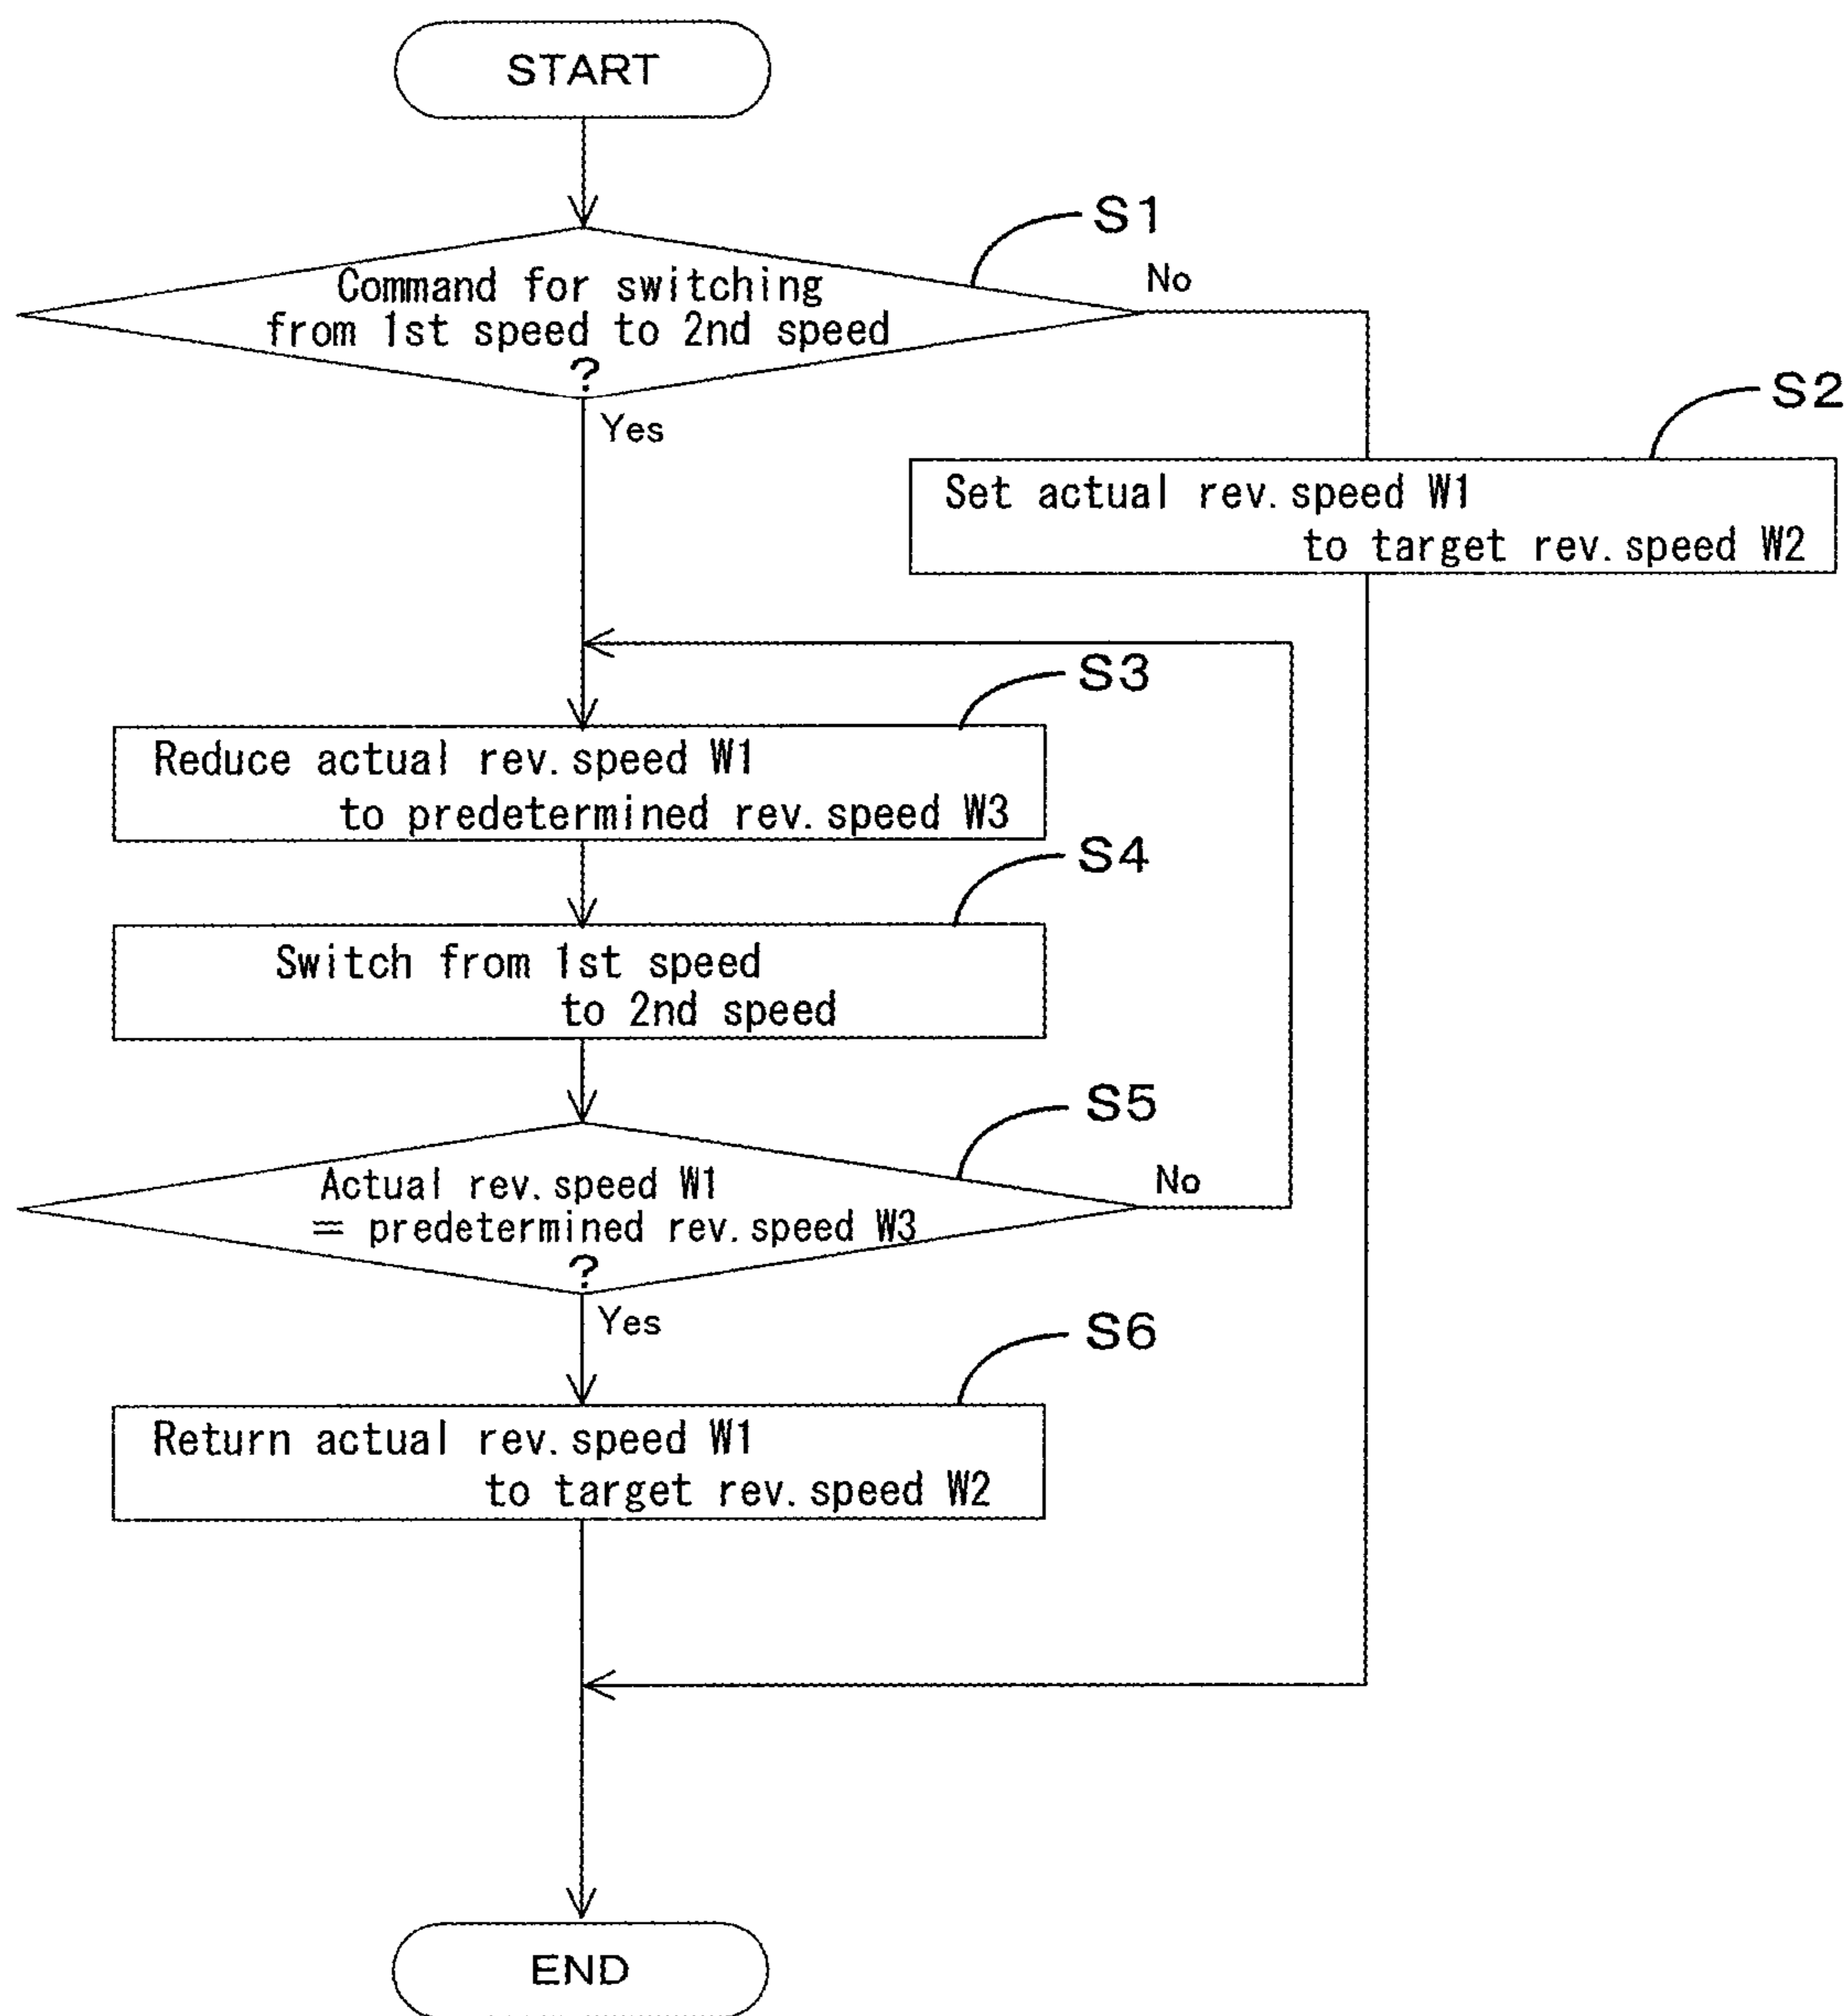 START
S1
Command for switching
from 1st speed to 2nd speed
?
No
Yes
S2
Set actual rev.speed W1
to target rev.speed W2
S3
Reduce actual rev.speed W1
to predetermined rev.speed W3
S4
Switch from 1st speed
to 2nd speed
S5
Actual rev.speed W1
= predetermined rev.speed W3
?
No
Yes
S6
Return actual rev.speed W1
to target rev.speed W2
END